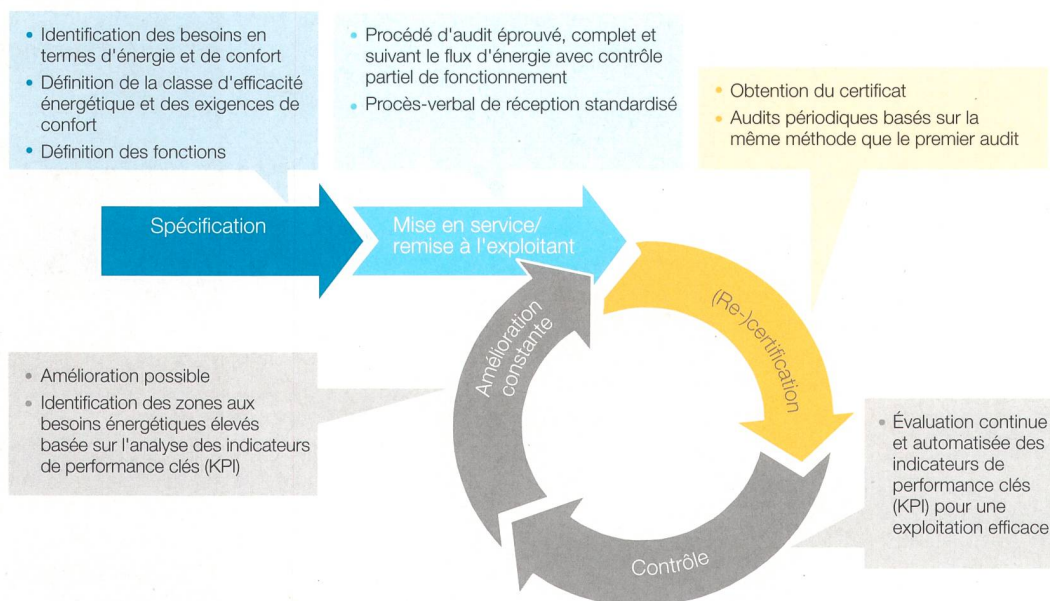 • Identification des besoins en
termes d'énergie et de confort
• Définition de la classe d'efficacité
énergétique et des exigences de
confort
• Définition des fonctions
• Procédé d'audit éprouvé, complet et
suivant le flux d'énergie avec contrôle
partiel de fonctionnement
• Procès-verbal de réception standardisé
• Obtention du certificat
• Audits périodiques basés sur la
même méthode que le premier audit
Spécification
Mise en service/
remise à l'exploitant
(Re-)certification
Amélioration
constante
• Amélioration possible
• Identification des zones aux
besoins énergétiques élevés
basée sur l'analyse des indicateurs
de performance clés (KPI)
• Évaluation continue
et automatisée des
indicateurs de
performance clés
(KPI) pour une
exploitation efficace
Contrôle